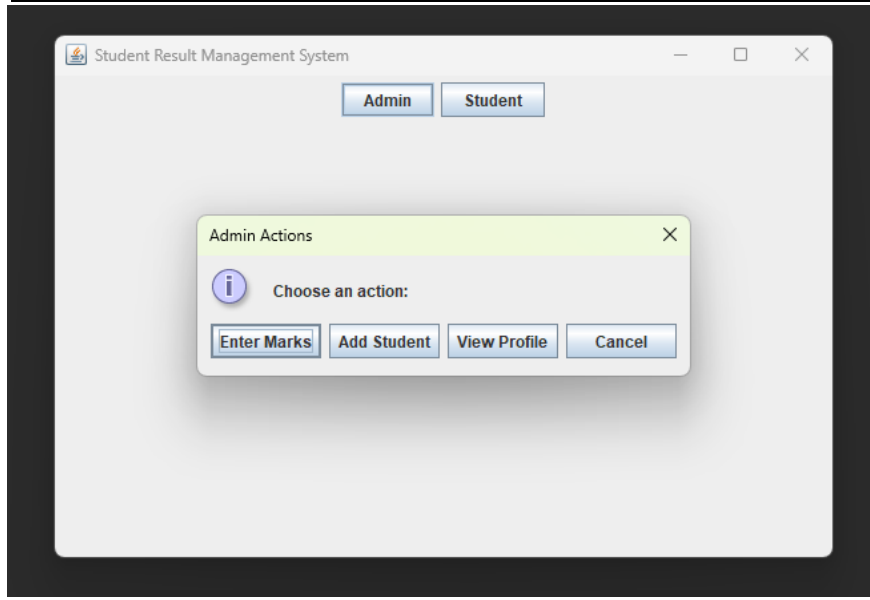 Student Result Management System
Admin Student
Admin Actions
i
Choose an action:
Enter Marks Add Student View Profile Cancel